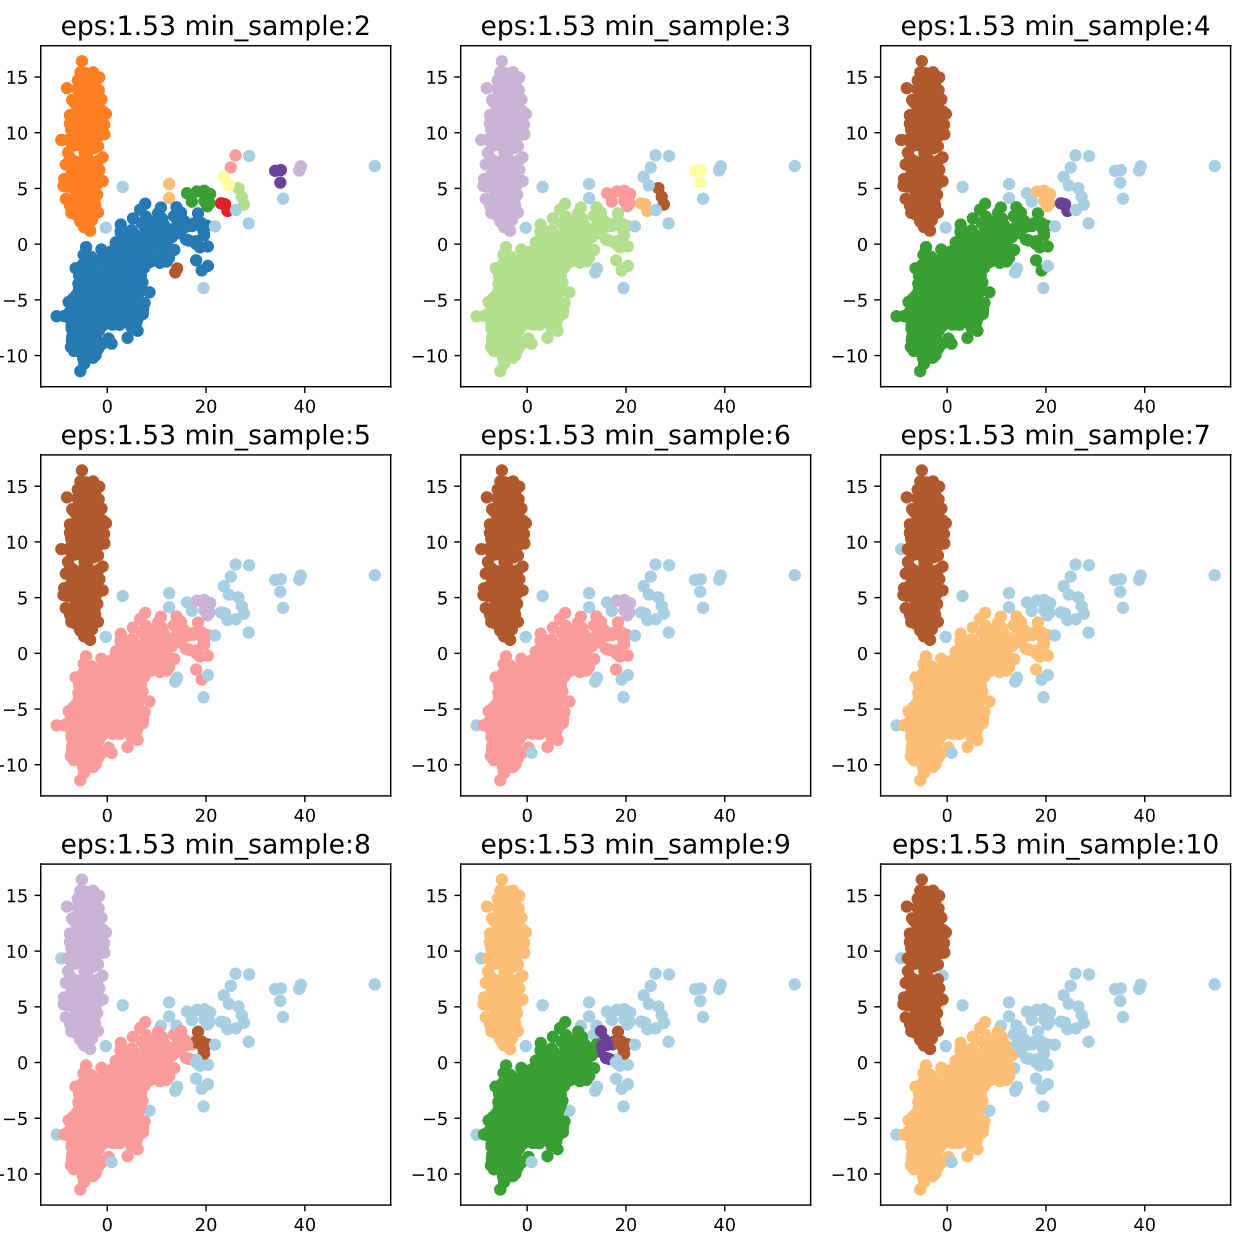 eps:1.53 min_sample:2 eps:1.53 min_sample:3 eps:1.53 min_sample:4
15 15 15
10 10 10
5 5 5
0 0 0
−5 −5 −5
−10 −10 −10
0 20 40 0 20 40 0 20 40
eps:1.53 min_sample:5 eps:1.53 min_sample:6 eps:1.53 min_sample:7
15 15 15
10 10 10
5 5 5
0 0 0
−5 −5 −5
−10 −10 −10
0 20 40 0 20 40 0 20 40
eps:1.53 min_sample:8 eps:1.53 min_sample:9 eps:1.53 min_sample:10
15 15 15
10 10 10
5 5 5
0 0 0
−5 −5 −5
−10 −10 −10
0 20 40 0 20 40 0 20 40